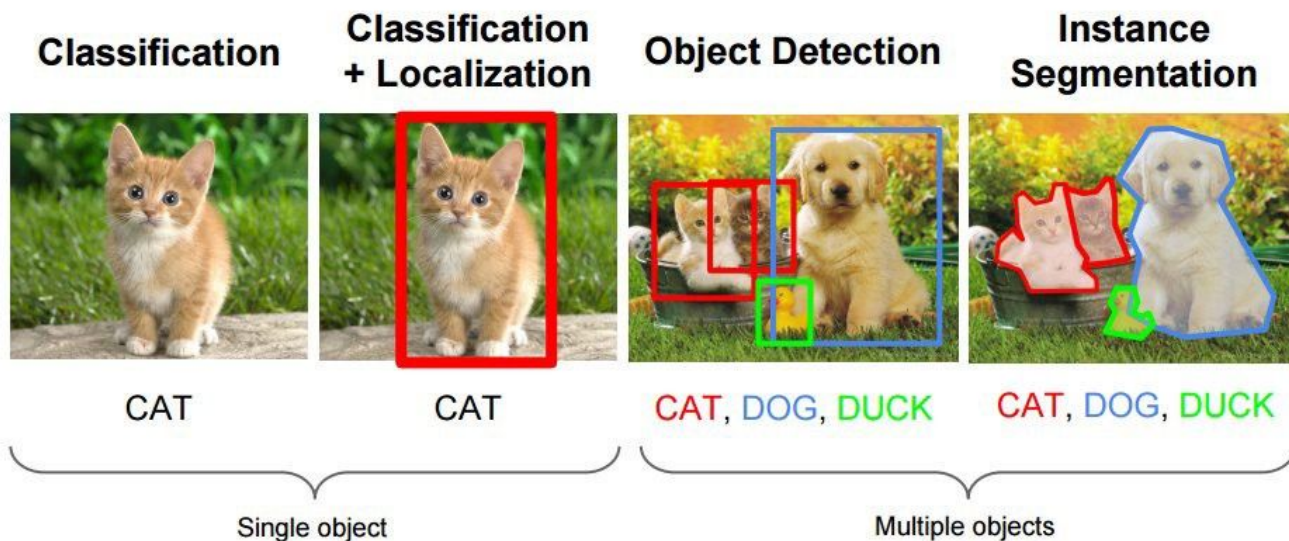 Classification
Classification
+ Localization
Object Detection
Instance
Segmentation
CAT
CAT
CAT, DOG, DUCK
CAT, DOG, DUCK
Single object
Multiple objects